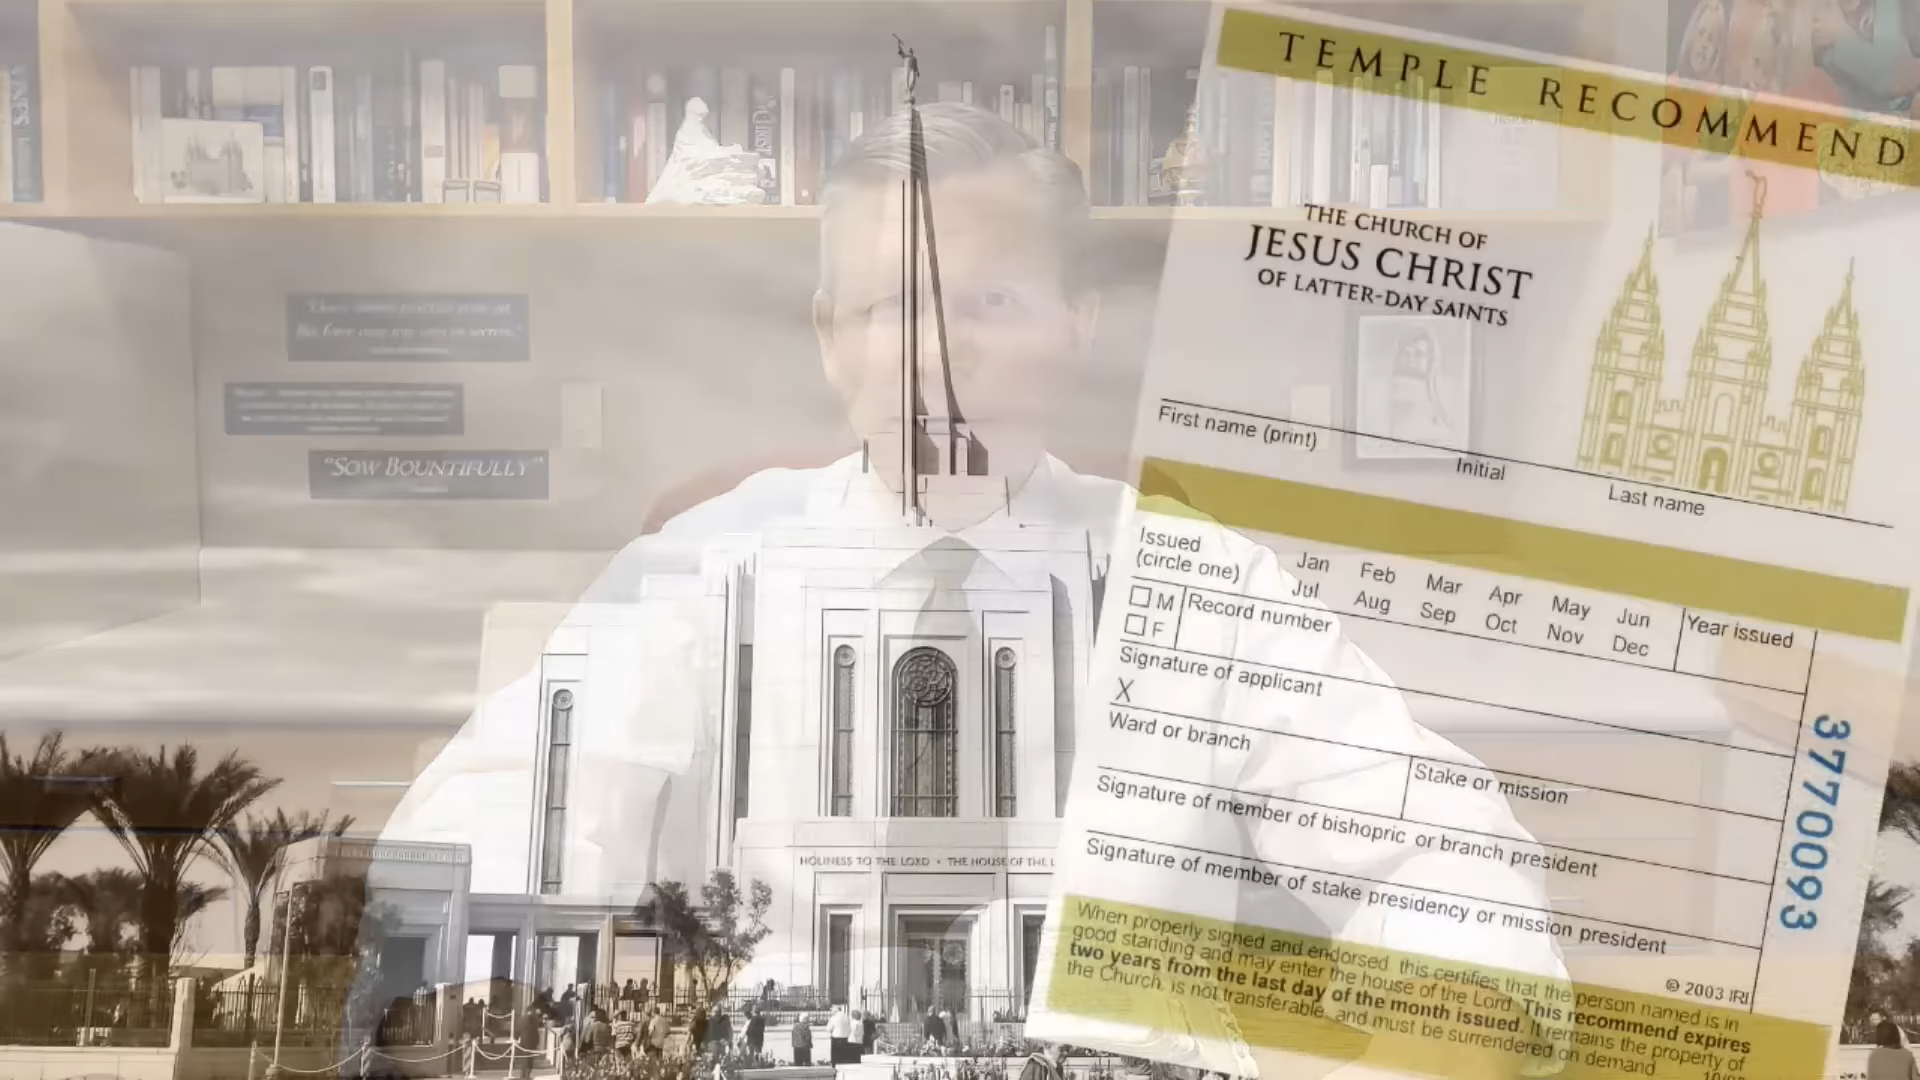 "SOW BOUNTIFULLY"
HOLINESS TO THE LORD • THE HOUSE OF THE L
TEMPLE RECOMMEND
THE CHURCH OF
JESUS CHRIST
OF LATTER-DAY SAINTS
First name (print) Initial Last name
Issued
(circle one)
Jan Feb Mar Apr May Jun
Jul Aug Sep Oct Nov Dec
Year issued
M
F
Record number
Signature of applicant
X
Ward or branch
Stake or mission
Signature of member of bishopric or branch president
Signature of member of stake presidency or mission president
3770093
© 2003 IRI
When properly signed and endorsed, this certifies that the person named is in
good standing and may enter the house of the Lord. This recommend expires
two years from the last day of the month issued. It remains the property of
the Church, is not transferable, and must be surrendered on demand